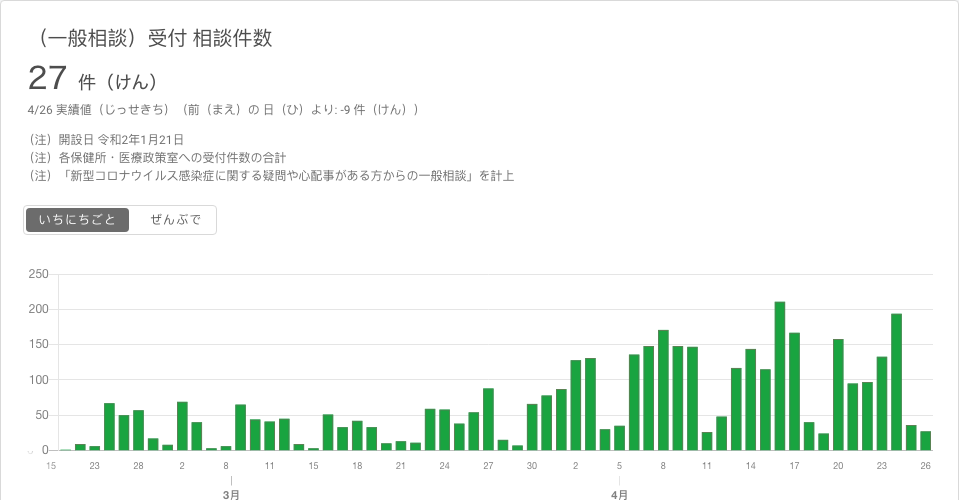 （一般相談）受付 相談件数
27 件（けん）
4/26 実績値（じっせきち）（前（まえ）の 日（ひ）より: -9 件（けん））
（注）開設日 令和2年1月21日
（注）各保健所・医療政策室への受付件数の合計
（注）「新型コロナウイルス感染症に関する疑問や心配事がある方からの一般相談」を計上
いちにちごと ぜんぶで
250
200
150
100
50
0
15 23 28 2 8 11 15 18 21 24 27 30 2 5 8 11 14 17 20 23 26
3月 4月